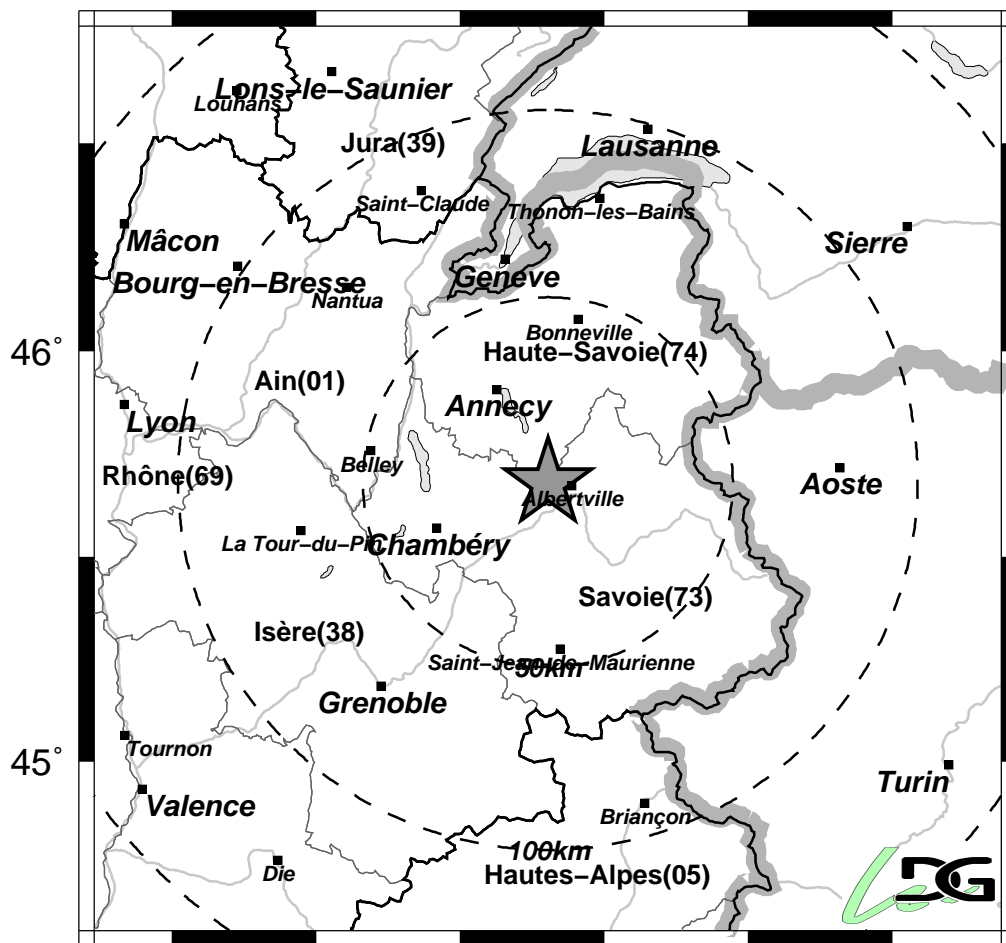 Lons-le-Saunier
Louhans
Jura(39)
Lausanne
Saint-Claude
Thonon-les-Bains
Mâcon
Sierre
Bourg-en-Bresse
Genève
Nantua
Bonneville
46°
Haute-Savoie(74)
Ain(01)
Annecy
Lyon
Belley
Rhône(69)
Aoste
Albertville
La Tour-du-Pin
Chambéry
Savoie(73)
Isère(38)
Saint-Jean-de-Maurienne
50km
Grenoble
Tournon
45°
Turin
Valence
Briançon
100km
Die
Hautes-Alpes(05)
LDG